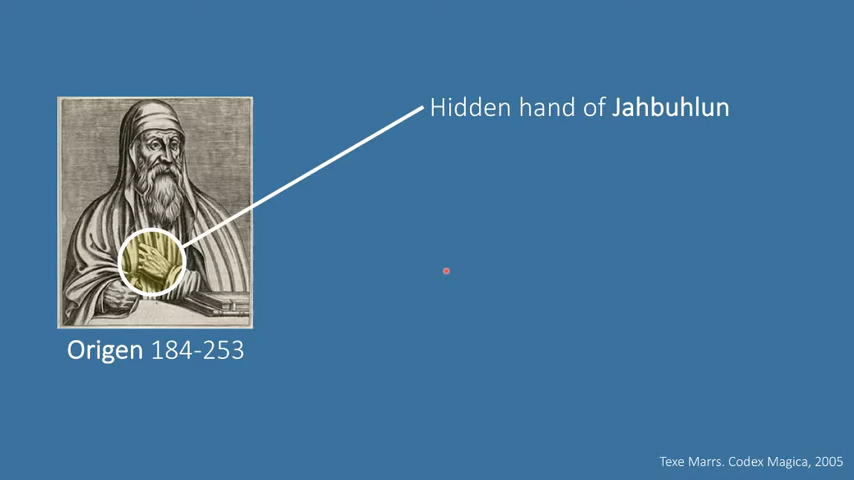 Hidden hand of Jahbuhlun
Origen 184-253
Texe Marrs. Codex Magica, 2005